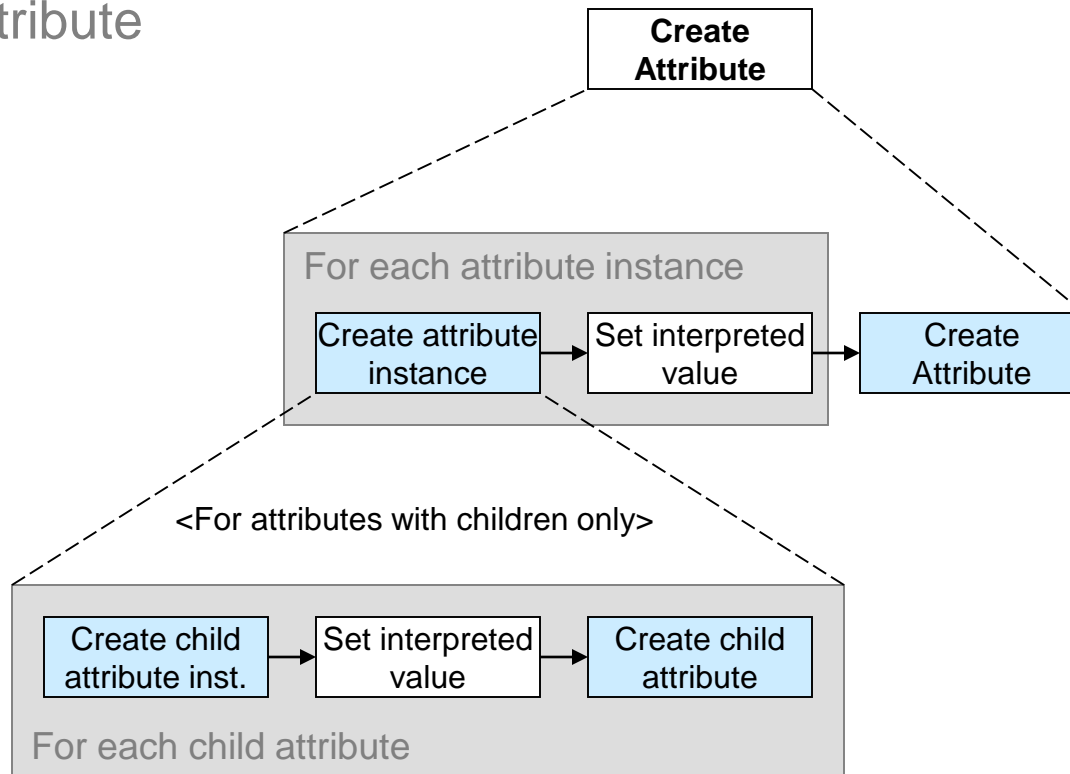 tribute
Create
Attribute
For each attribute instance
Create attribute
instance
Set interpreted
value
Create
Attribute
<For attributes with children only>
Create child
attribute inst.
Set interpreted
value
Create child
attribute
For each child attribute